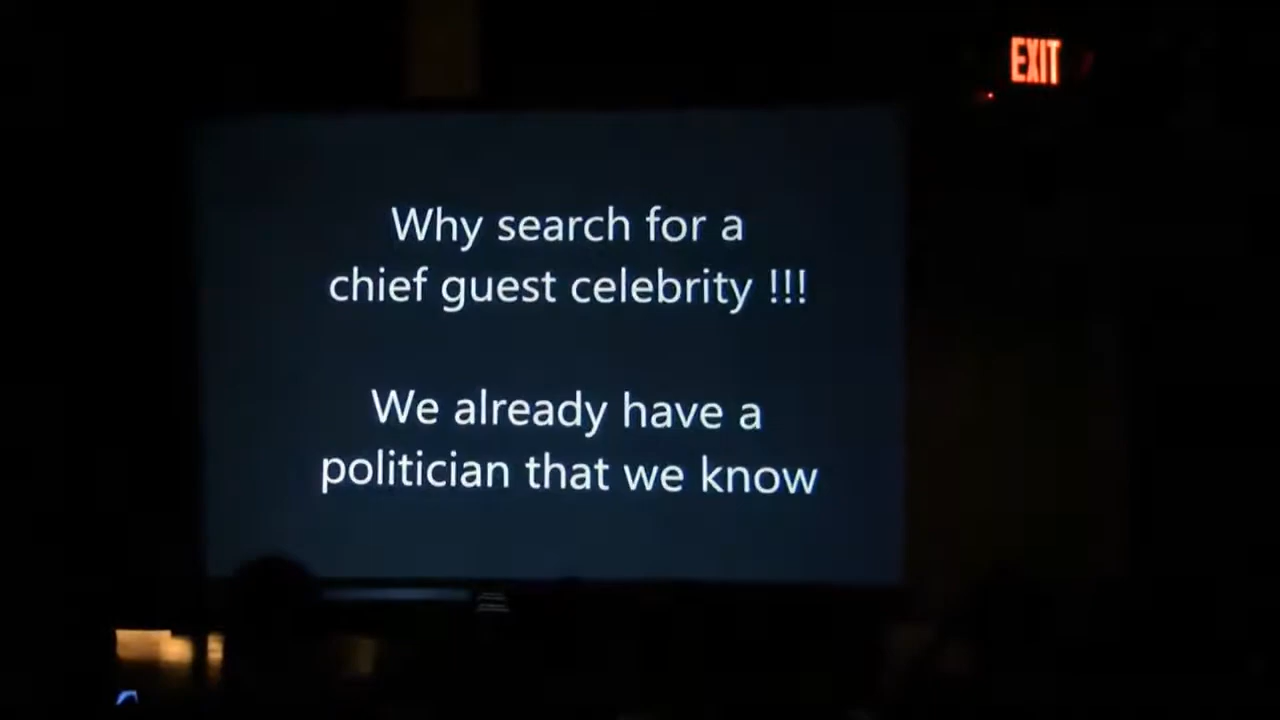 EXIT
Why search for a
chief guest celebrity !!!
We already have a
politician that we know